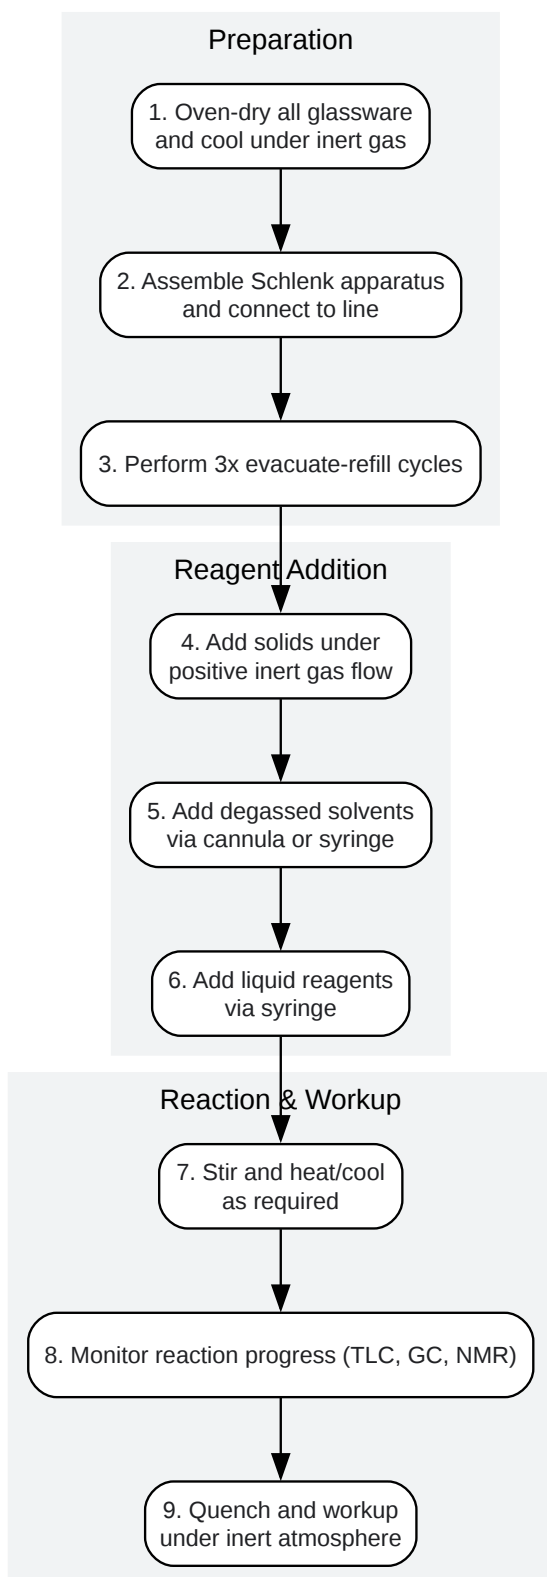 Preparation
1. Oven-dry all glassware
and cool under inert gas
2. Assemble Schlenk apparatus
and connect to line
3. Perform 3x evacuate-refill cycles
Reagent Addition
4. Add solids under
positive inert gas flow
5. Add degassed solvents
via cannula or syringe
6. Add liquid reagents
via syringe
Reaction & Workup
7. Stir and heat/cool
as required
8. Monitor reaction progress (TLC, GC, NMR)
9. Quench and workup
under inert atmosphere